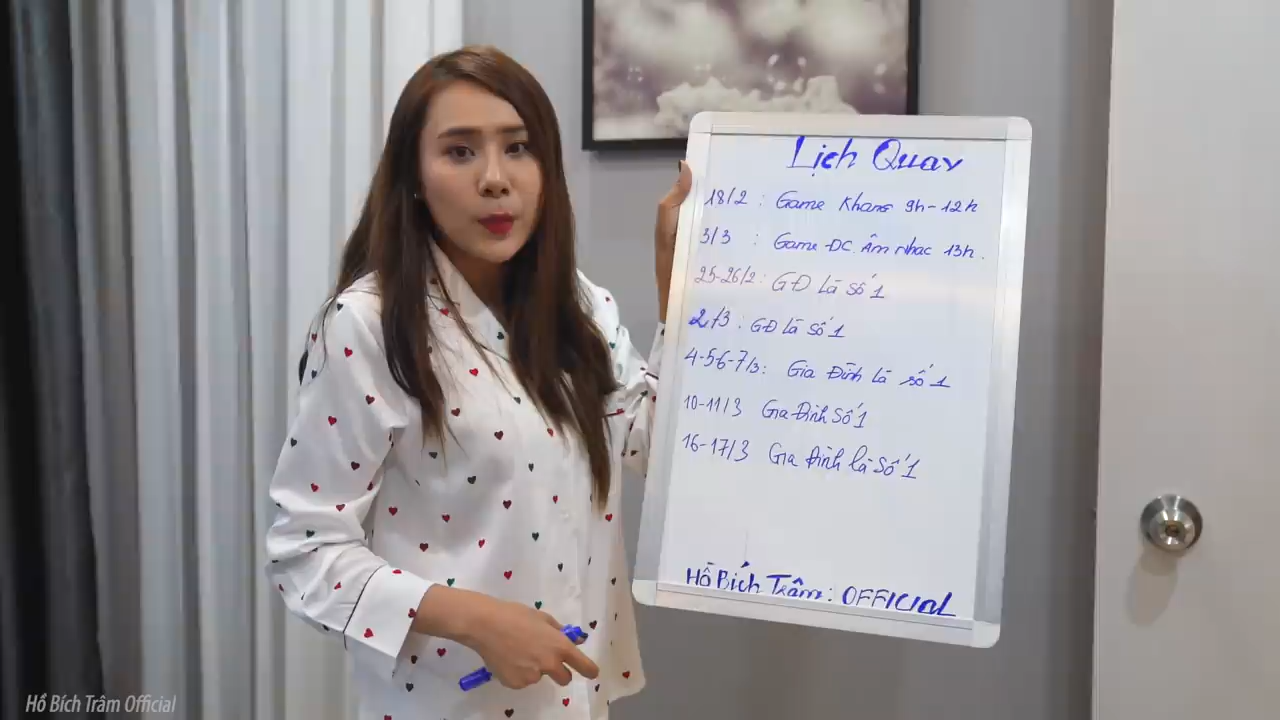 Lịch Quay
18/2 : Game Khang 9h-12h
3/3 : Game ĐC. Âm nhạc 13h.
25-26/2: GĐ là số 1
2/3 : GĐ là số 1
4-5-6-7/3: Gia Đình là số 1
10-11/3 Gia Đình Số 1
16-17/3 Gia Đình là Số 1
Hồ Bích Trâm: OFFICIAL
Hồ Bích Trâm Official